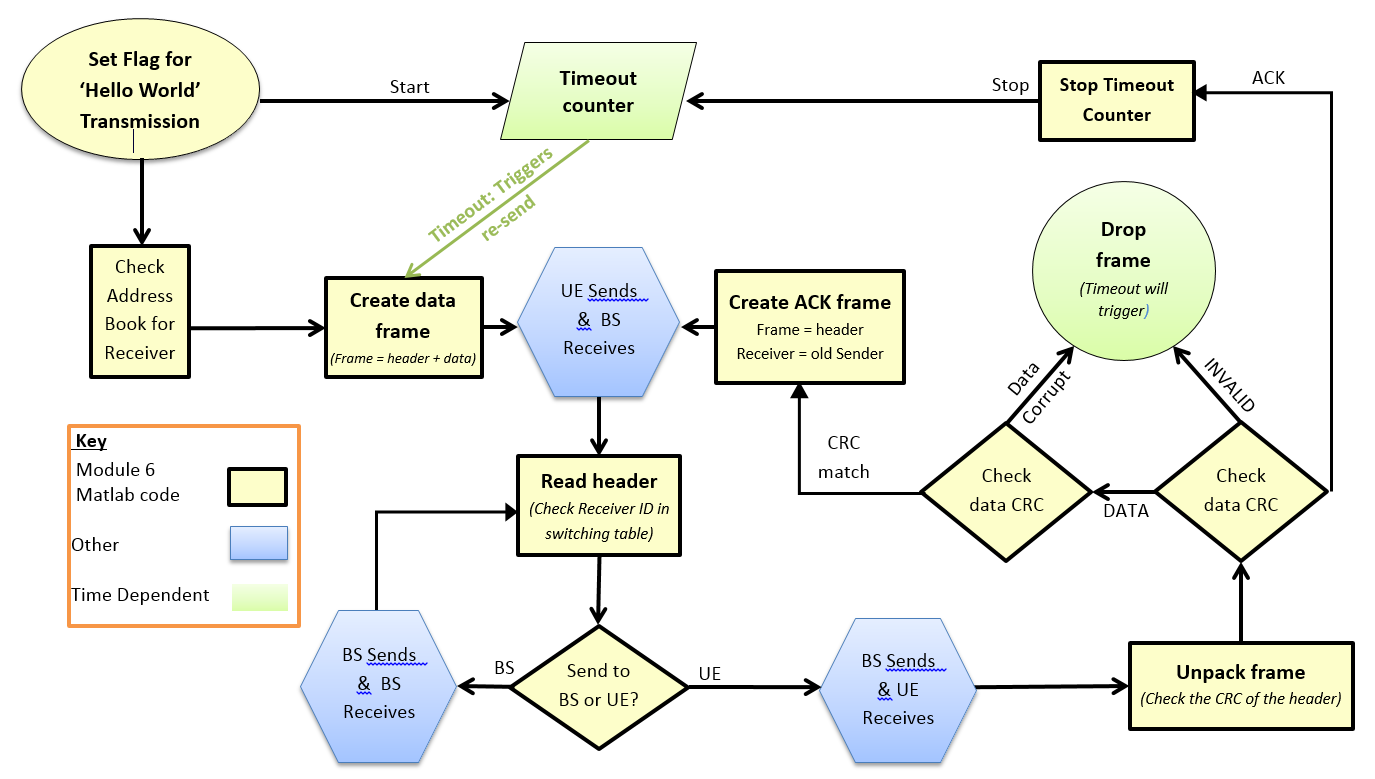 Set Flag for
‘Hello World’
Transmission
Start
Timeout
counter
Stop
Stop Timeout
Counter
ACK
Timeout: Triggers
re-send
Check
Address
Book for
Receiver
Create data
frame
(Frame = header + data)
UE Sends
& BS
Receives
Create ACK frame
Frame = header
Receiver = old Sender
Drop
frame
(Timeout will
trigger)
Data
Corrupt
INVALID
CRC
match
Check
data CRC
DATA
Check
data CRC
Key
Module 6
Matlab code
Other
Time Dependent
Read header
(Check Receiver ID in
switching table)
BS Sends
& BS
Receives
BS
Send to
BS or UE?
UE
BS Sends
& UE
Receives
Unpack frame
(Check the CRC of the header)